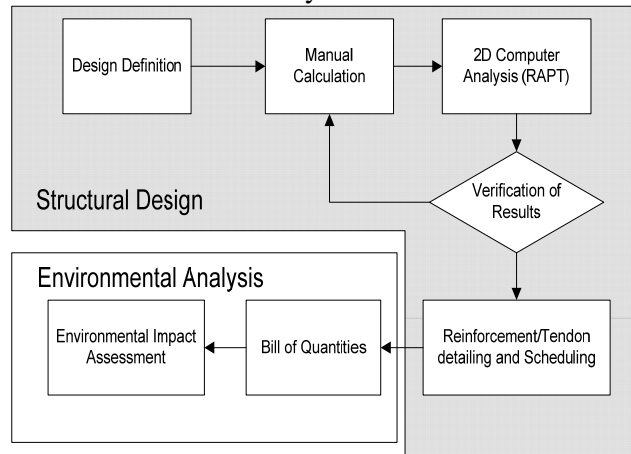 Design Definition
Manual
Calculation
2D Computer
Analysis (RAPT)
Structural Design
Verification of
Results
Environmental Analysis
Environmental Impact
Assessment
Bill of Quantities
Reinforcement/Tendon
detailing and Scheduling